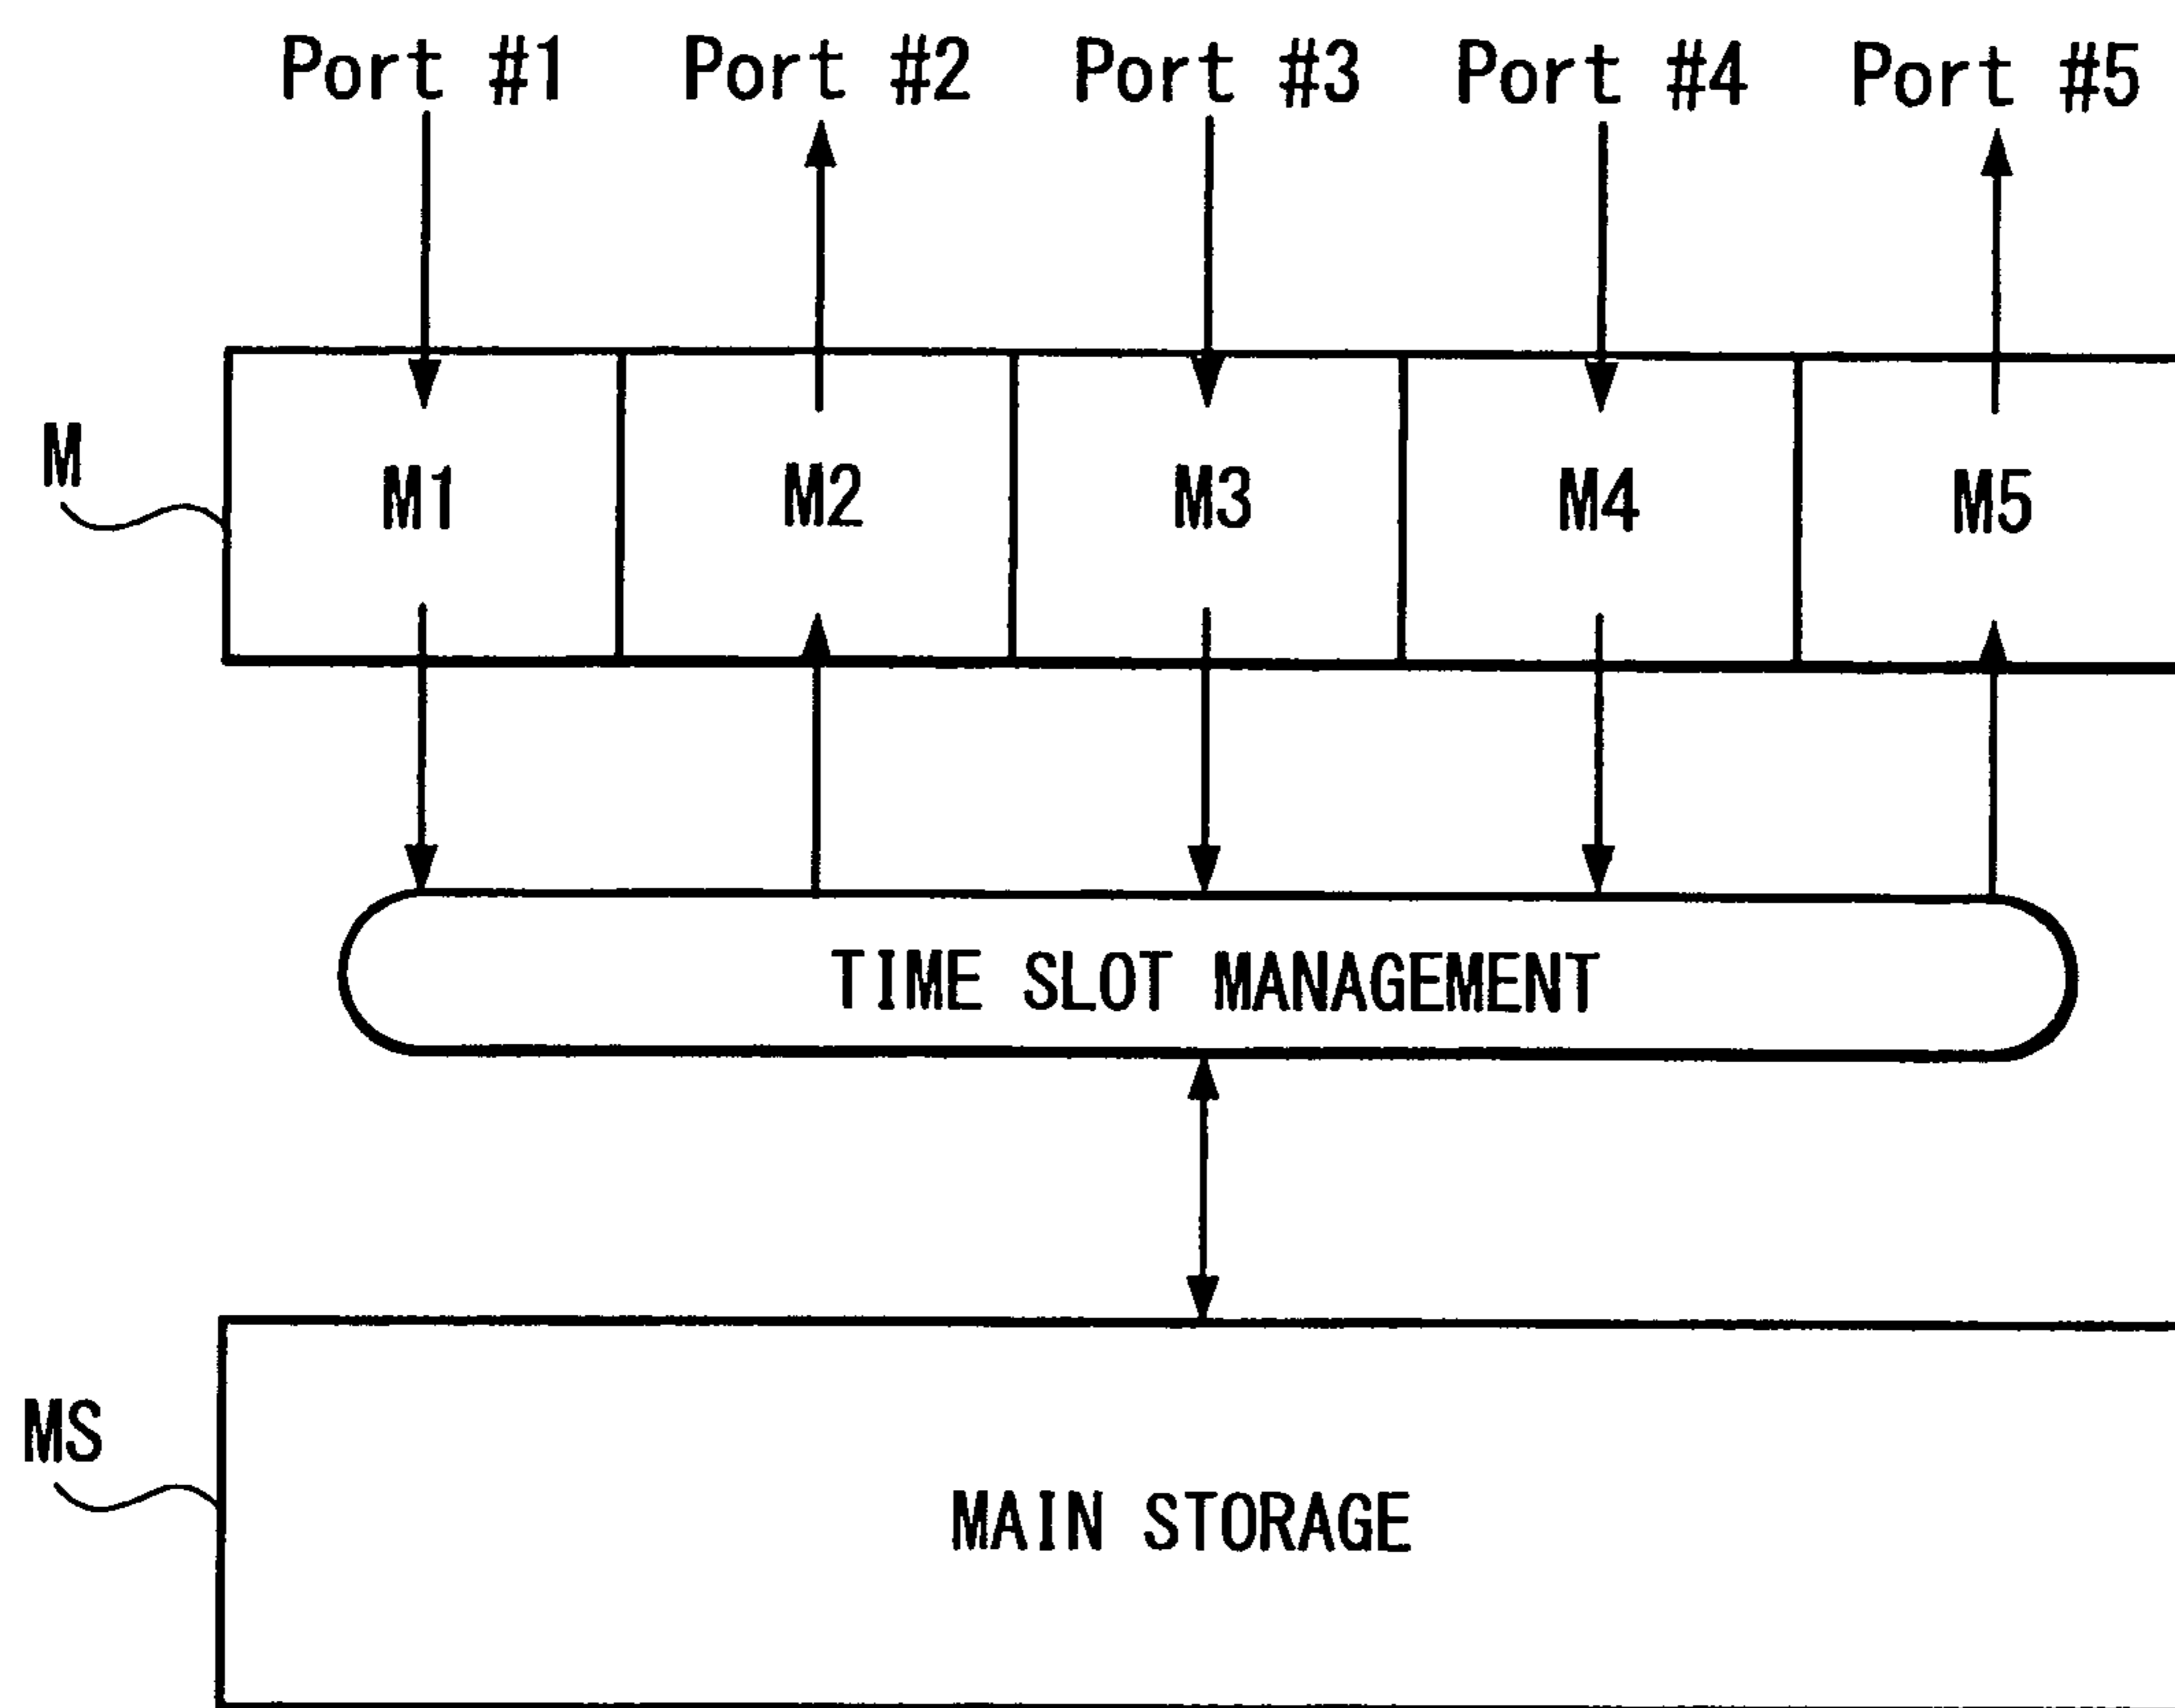 Port #1 Port #2 Port #3 Port #4 Port #5
M
M1 M2 M3 M4 M5
TIME SLOT MANAGEMENT
MS
MAIN STORAGE